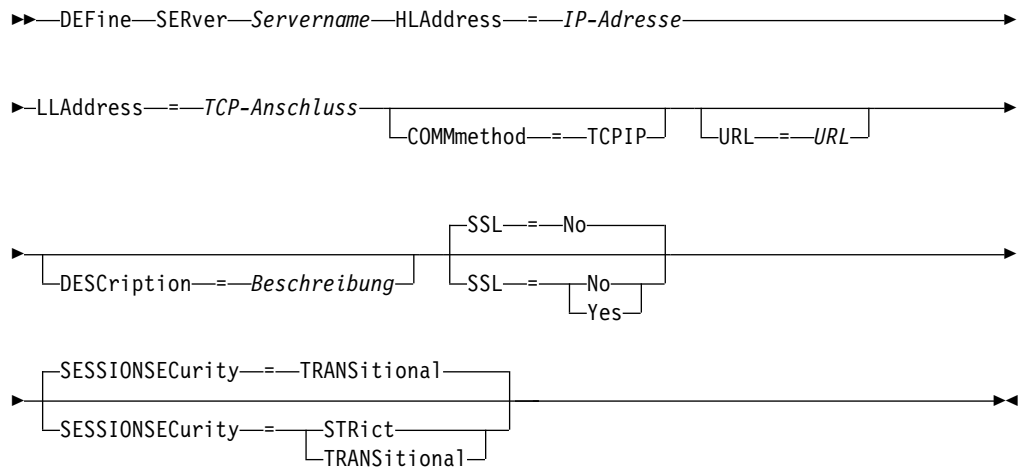 DEFine SERver Servername HLAddress = IP-Adresse
LLAddress = TCP-Anschluss
COMMmethod = TCPIP
URL = URL
SSL = No
DESCription = Beschreibung
SSL = No
Yes
SESSIONSECurity = TRANSitional
SESSIONSECurity = STRict
TRANSitional